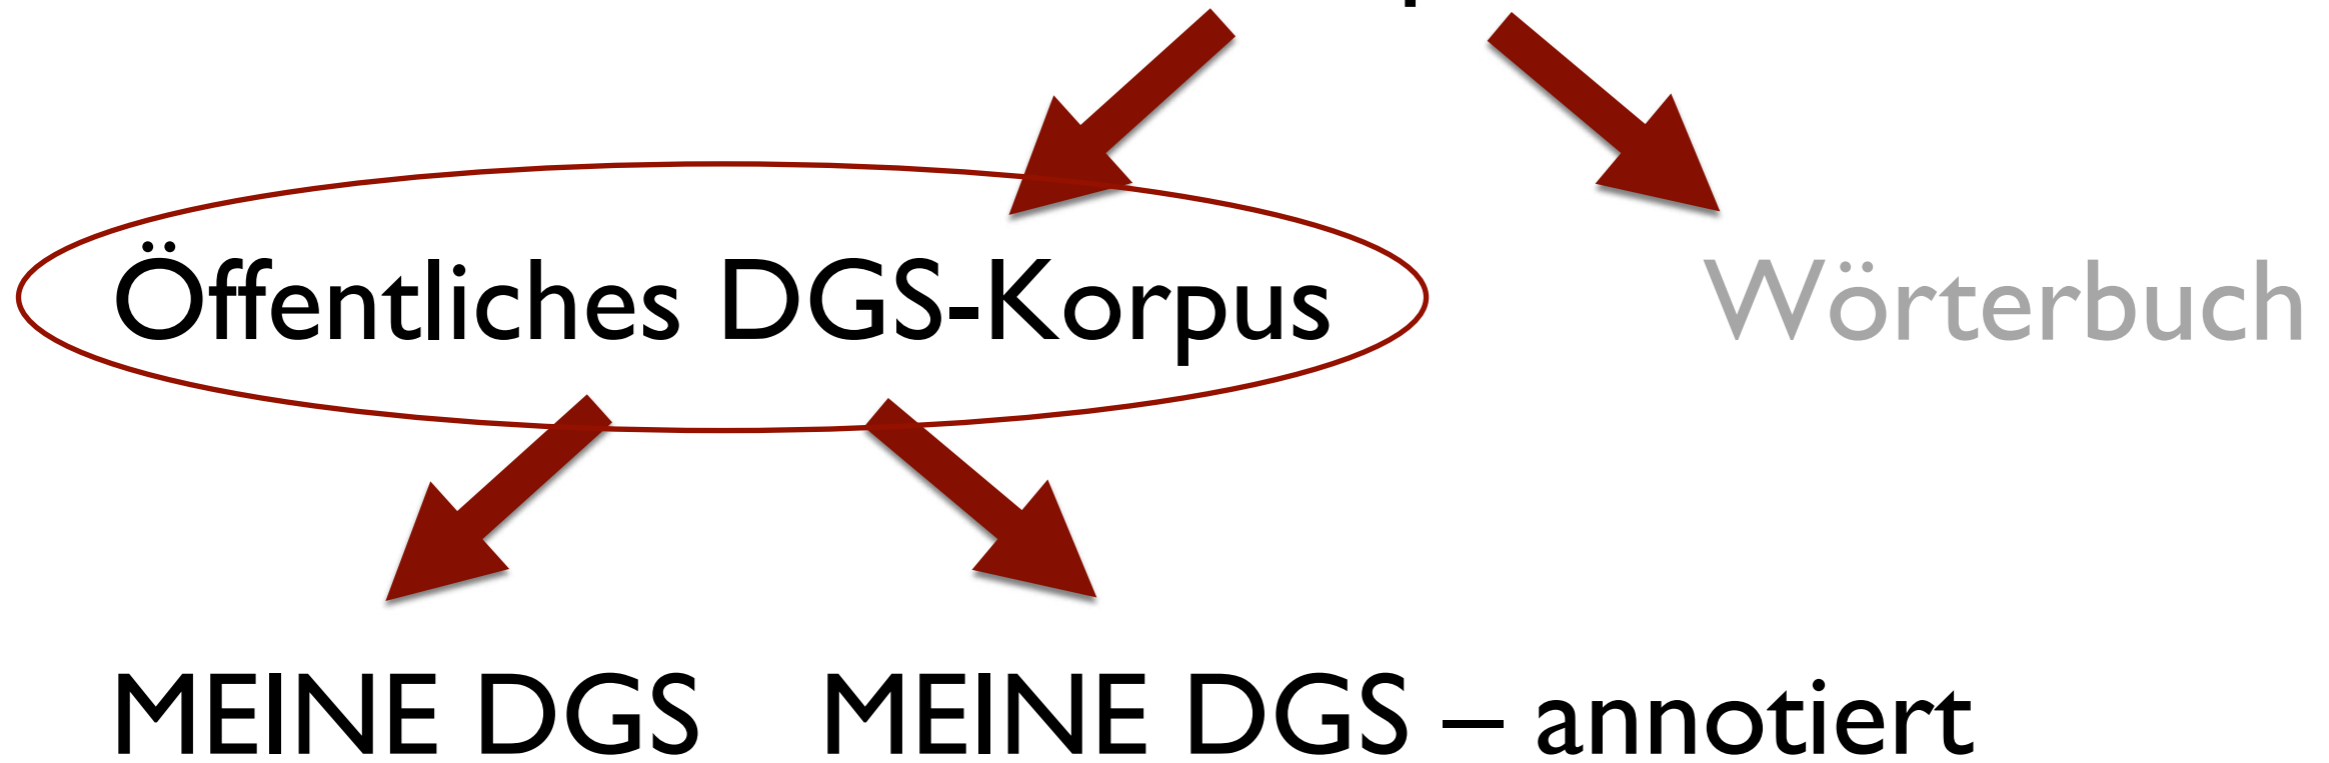 Öffentliches DGS-Korpus
Wörterbuch
MEINE DGS
MEINE DGS – annotiert